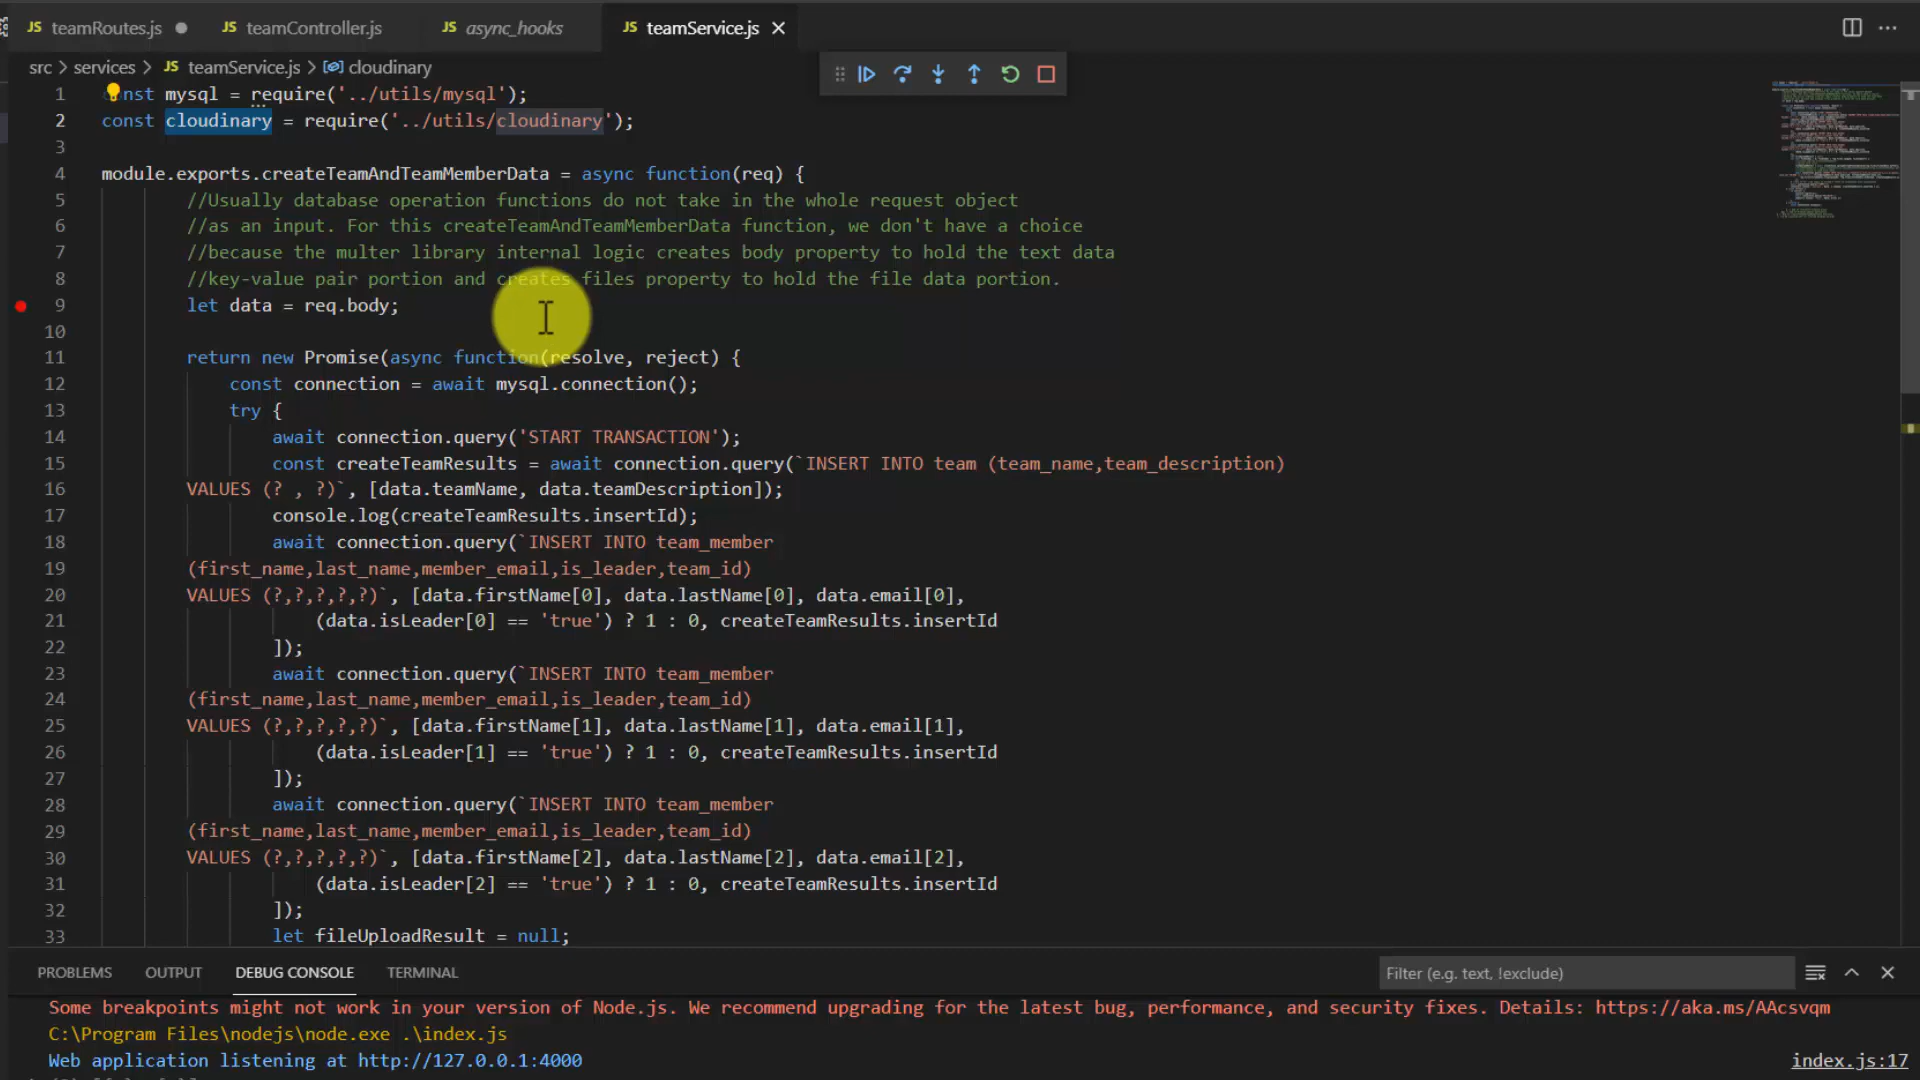 JS teamRoutes.js
JS teamController.js
JS async_hooks
JS teamService.js
src > services > JS teamService.js > cloudinary
1 const mysql = require('../utils/mysql');
2 const cloudinary = require('../utils/cloudinary');
3
4 module.exports.createTeamAndTeamMemberData = async function(req) {
5 //Usually database operation functions do not take in the whole request object
6 //as an input. For this createTeamAndTeamMemberData function, we don't have a choice
7 //because the multer library internal logic creates body property to hold the text data
8 //key-value pair portion and creates files property to hold the file data portion.
9 let data = req.body;
10
11 return new Promise(async function(resolve, reject) {
12 const connection = await mysql.connection();
13 try {
14 await connection.query('START TRANSACTION');
15 const createTeamResults = await connection.query(`INSERT INTO team (team_name,team_description)
16 VALUES (? , ?)`, [data.teamName, data.teamDescription]);
17 console.log(createTeamResults.insertId);
18 await connection.query(`INSERT INTO team_member
19 (first_name,last_name,member_email,is_leader,team_id)
20 VALUES (?,?,?,?,?)`, [data.firstName[0], data.lastName[0], data.email[0],
21 (data.isLeader[0] == 'true') ? 1 : 0, createTeamResults.insertId
22 ]);
23 await connection.query(`INSERT INTO team_member
24 (first_name,last_name,member_email,is_leader,team_id)
25 VALUES (?,?,?,?,?)`, [data.firstName[1], data.lastName[1], data.email[1],
26 (data.isLeader[1] == 'true') ? 1 : 0, createTeamResults.insertId
27 ]);
28 await connection.query(`INSERT INTO team_member
29 (first_name,last_name,member_email,is_leader,team_id)
30 VALUES (?,?,?,?,?)`, [data.firstName[2], data.lastName[2], data.email[2],
31 (data.isLeader[2] == 'true') ? 1 : 0, createTeamResults.insertId
32 ]);
33 let fileUploadResult = null;
PROBLEMS OUTPUT DEBUG CONSOLE TERMINAL
Filter (e.g. text, !exclude)
Some breakpoints might not work in your version of Node.js. We recommend upgrading for the latest bug, performance, and security fixes. Details: https://aka.ms/AAcsvqm
C:\Program Files\nodejs\node.exe .\index.js
Web application listening at http://127.0.0.1:4000
index.js:17